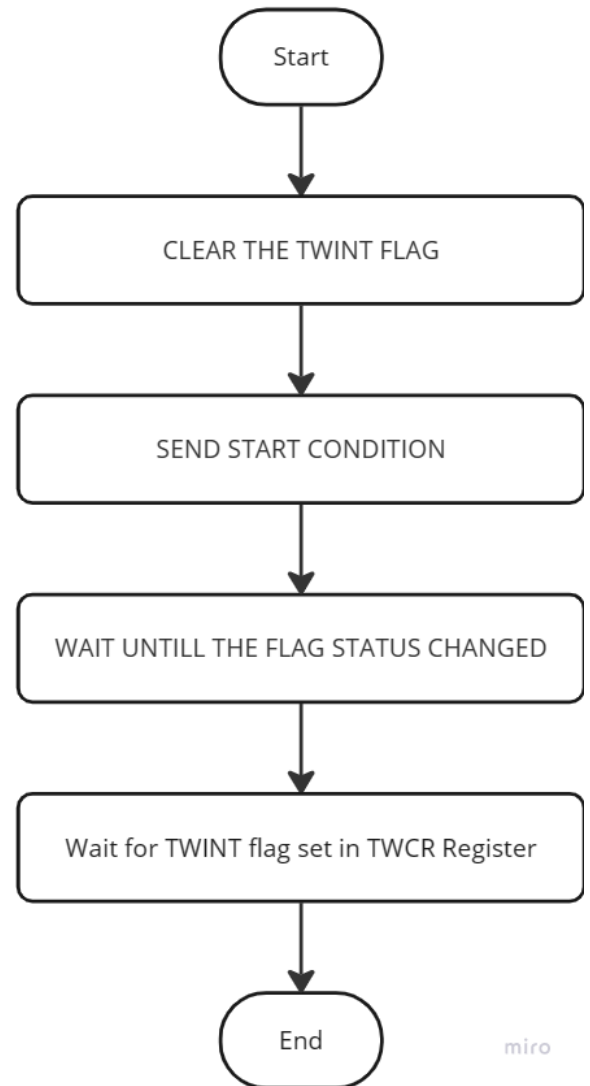 Start
CLEAR THE TWINT FLAG
SEND START CONDITION
WAIT UNTILL THE FLAG STATUS CHANGED
Wait for TWINT flag set in TWCR Register
End
miro